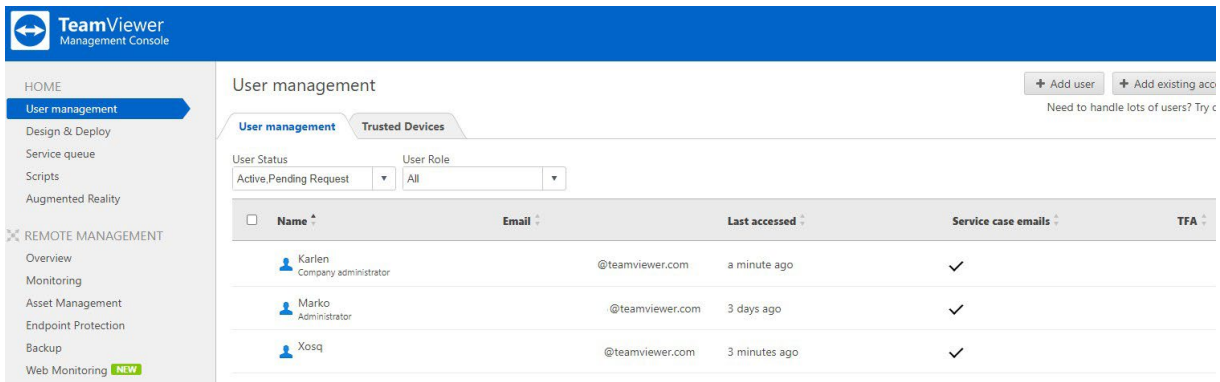 TeamViewer
Management Console
HOME
User management
Design & Deploy
Service queue
Scripts
Augmented Reality
REMOTE MANAGEMENT
Overview
Monitoring
Asset Management
Endpoint Protection
Backup
Web Monitoring NEW
User management
+ Add user + Add existing acc
Need to handle lots of users? Try
User management Trusted Devices
User Status User Role
Active,Pending Request All
Name Email Last accessed Service case emails TFA
Karlen @teamviewer.com a minute ago
Company administrator
Marko @teamviewer.com 3 days ago
Administrator
Xosq @teamviewer.com 3 minutes ago